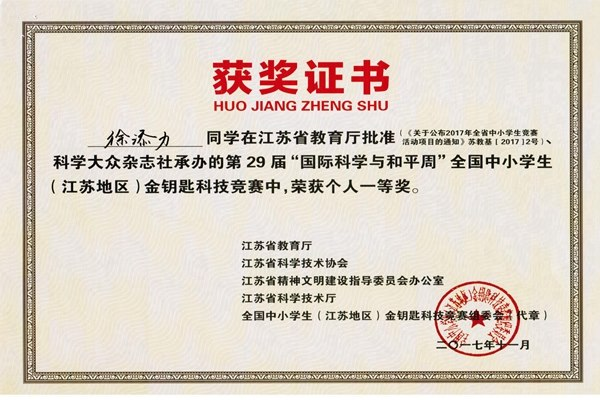 获奖证书
HUO JIANG ZHENG SHU
徐添力 同学在江苏省教育厅批准（《关于公布2017年全省中小学生竞赛活动项目的通知》苏教基［2017］2号）、
科学大众杂志社承办的第29届“国际科学与和平周”全国中小学生
（江苏地区）金钥匙科技竞赛中，荣获个人一等奖。
江苏省教育厅
江苏省科学技术协会
江苏省精神文明建设指导委员会办公室
江苏省科学技术厅
全国中小学生（江苏地区）金钥匙科技竞赛组委会（代章）
二〇一七年十一月